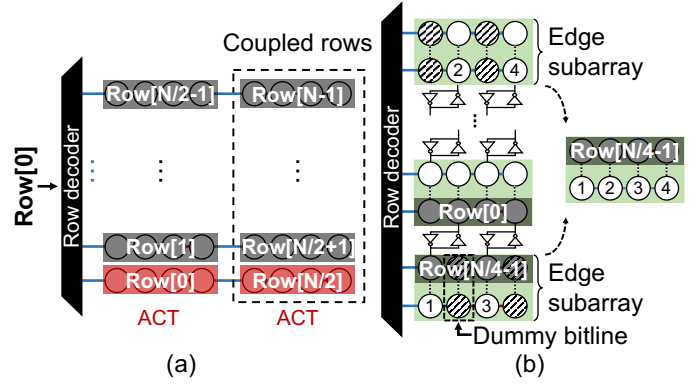 Coupled rows
Row[0]
Row decoder
Row[N/2-1]
Row[N-1]
Row[1]
Row[N/2+1]
Row[0]
Row[N/2]
ACT
ACT
(a)
Row decoder
2
4
Edge
subarray
Row[0]
Row[N/4-1]
1
3
Edge
subarray
Dummy bitline
Row[N/4-1]
1 2 3 4
(b)